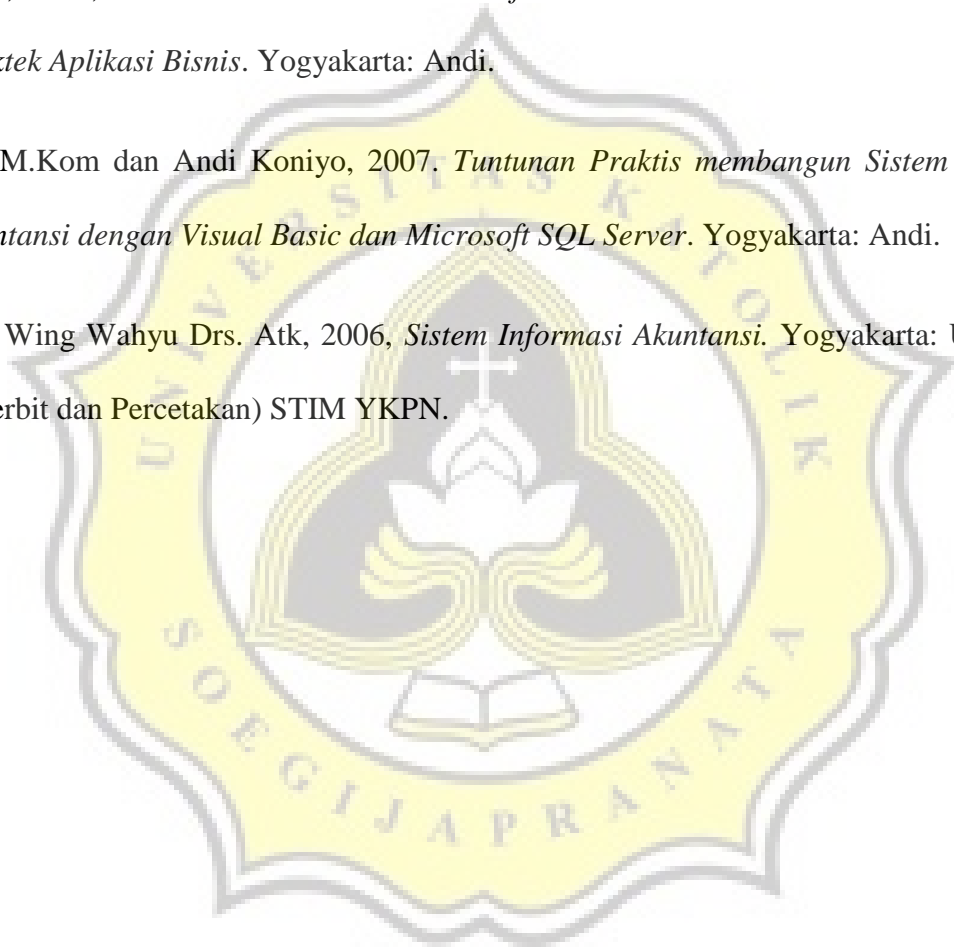 ktek Aplikasi Bisnis. Yogyakarta: Andi.
M.Kom dan Andi Koniyo, 2007. Tuntunan Praktis membangun Sistem
ntansi dengan Visual Basic dan Microsoft SQL Server. Yogyakarta: Andi.
Wing Wahyu Drs. Atk, 2006, Sistem Informasi Akuntansi. Yogyakarta: U
erbit dan Percetakan) STIM YKPN.
UNIVERSITAS KATOLIK
SOEGIJAPRANATA